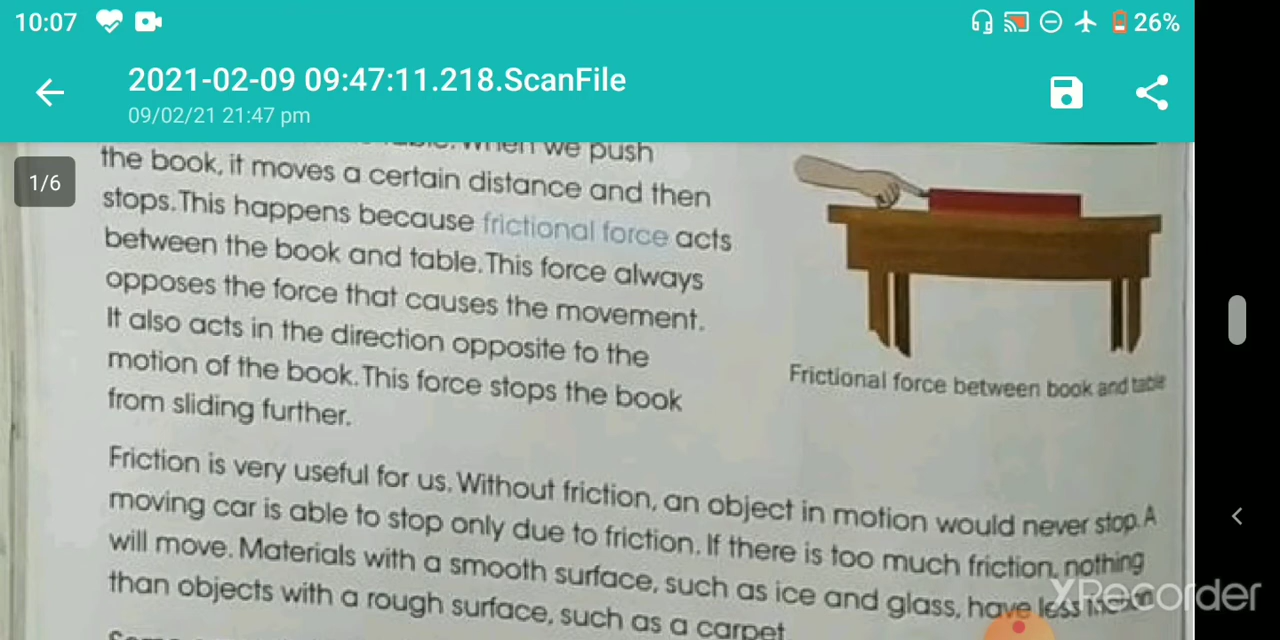 10:07
26%
2021-02-09 09:47:11.218.ScanFile
09/02/21 21:47 pm
1/6
When we push
the book, it moves a certain distance and then
stops. This happens because frictional force acts
between the book and table. This force always
opposes the force that causes the movement.
It also acts in the direction opposite to the
motion of the book. This force stops the book
from sliding further.
Frictional force between book and table
Friction is very useful for us. Without friction, an object in motion would never stop. A
moving car is able to stop only due to friction. If there is too much friction, nothing
will move. Materials with a smooth surface, such as ice and glass, have less
than objects with a rough surface, such as a carpet
XRecorder